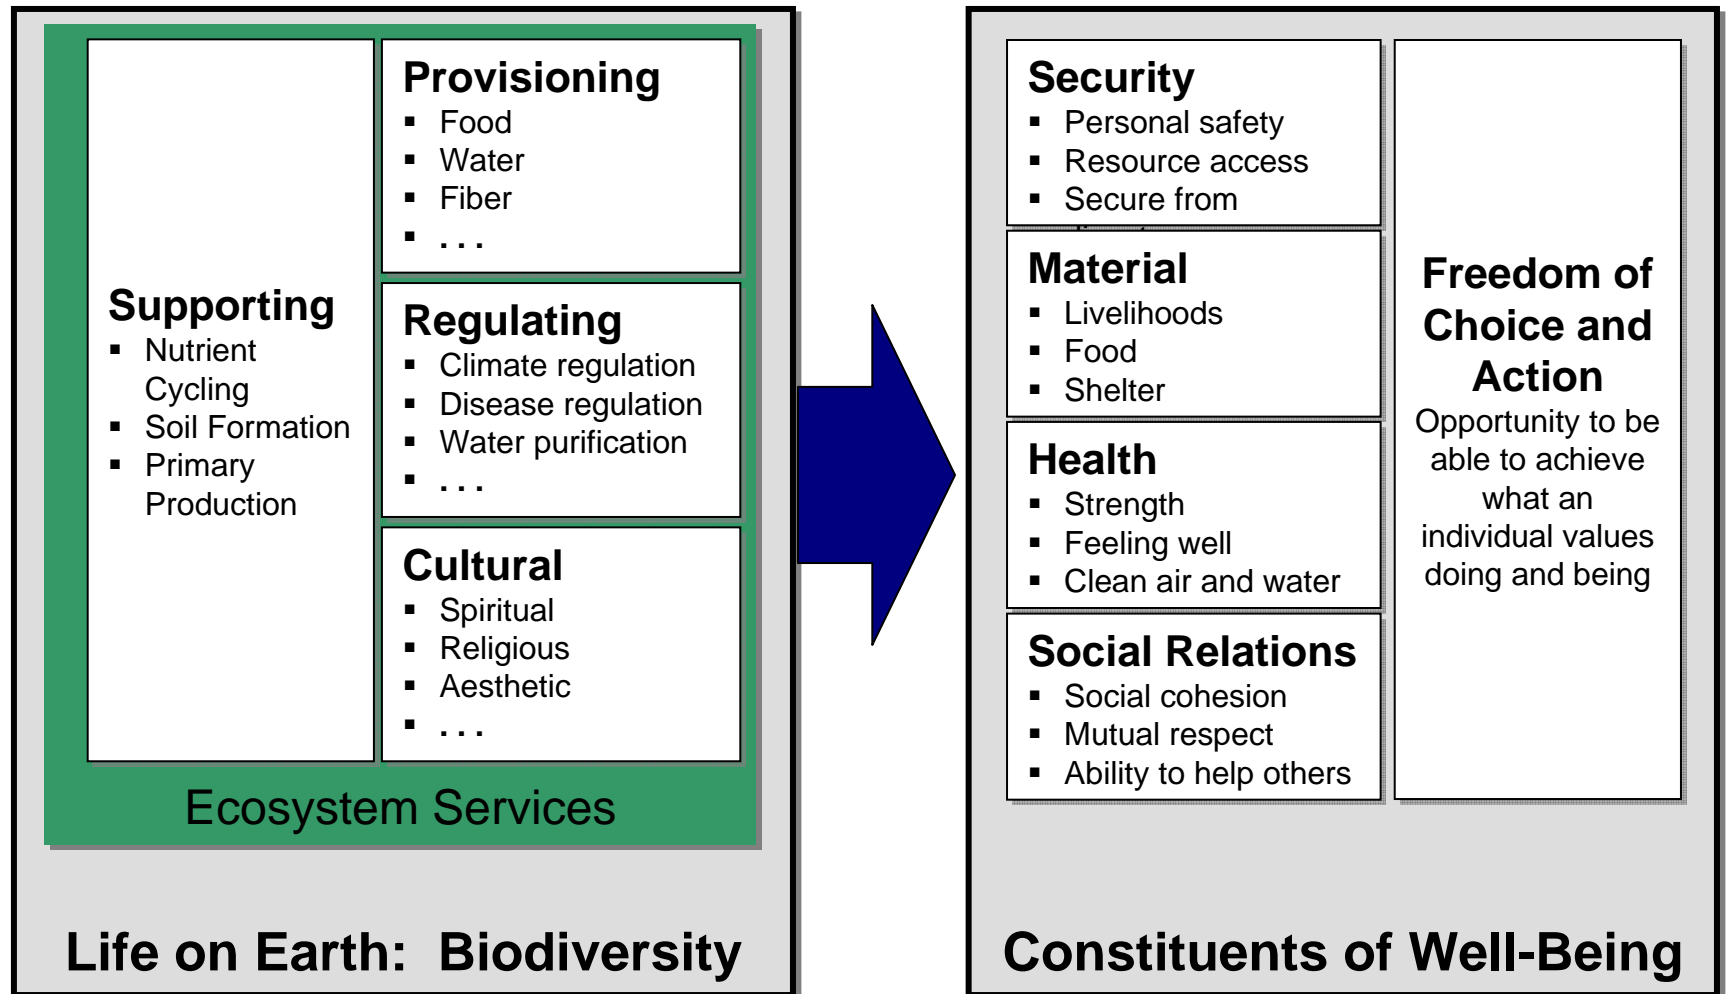 Supporting
▪ Nutrient
Cycling
▪ Soil Formation
▪ Primary
Production
Provisioning
▪ Food
▪ Water
▪ Fiber
▪ . . .
Regulating
▪ Climate regulation
▪ Disease regulation
▪ Water purification
▪ . . .
Cultural
▪ Spiritual
▪ Religious
▪ Aesthetic
▪ . . .
Ecosystem Services
Life on Earth: Biodiversity
Security
▪ Personal safety
▪ Resource access
▪ Secure from
Material
▪ Livelihoods
▪ Food
▪ Shelter
Health
▪ Strength
▪ Feeling well
▪ Clean air and water
Social Relations
▪ Social cohesion
▪ Mutual respect
▪ Ability to help others
Freedom of
Choice and
Action
Opportunity to be
able to achieve
what an
individual values
doing and being
Constituents of Well-Being